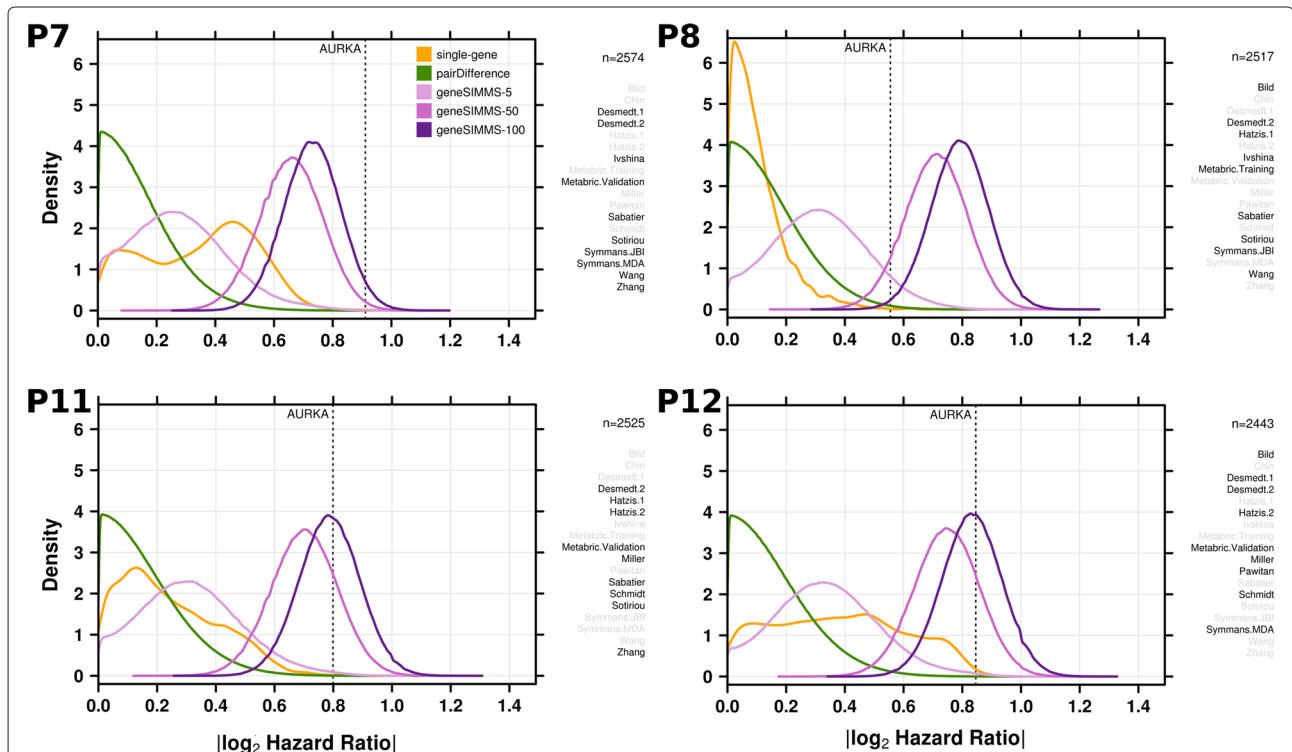 P7
AURKA
single-gene
pairDifference
geneSIMMS-5
geneSIMMS-50
geneSIMMS-100
Density
6
5
4
3
2
1
0
0.0 0.2 0.4 0.6 0.8 1.0 1.2 1.4
n=2574
Bild
Chin
Desmedt.1
Desmedt.2
Hatzis.1
Hatzis.2
Ivshina
Metabric.Training
Metabric.Validation
Miller
Pawitan
Sabatier
Schmidt
Sotiriou
Symmans.JBI
Symmans.MDA
Wang
Zhang
P8
AURKA
6
5
4
3
2
1
0
0.0 0.2 0.4 0.6 0.8 1.0 1.2 1.4
n=2517
Bild
Chin
Desmedt.1
Desmedt.2
Hatzis.1
Hatzis.2
Ivshina
Metabric.Training
Metabric.Validation
Miller
Pawitan
Sabatier
Schmidt
Sotiriou
Symmans.JBI
Symmans.MDA
Wang
Zhang
P11
AURKA
Density
6
5
4
3
2
1
0
0.0 0.2 0.4 0.6 0.8 1.0 1.2 1.4
|log2 Hazard Ratio|
n=2525
Bild
Chin
Desmedt.1
Desmedt.2
Hatzis.1
Hatzis.2
Ivshina
Metabric.Training
Metabric.Validation
Miller
Pawitan
Sabatier
Schmidt
Sotiriou
Symmans.JBI
Symmans.MDA
Wang
Zhang
P12
AURKA
6
5
4
3
2
1
0
0.0 0.2 0.4 0.6 0.8 1.0 1.2 1.4
|log2 Hazard Ratio|
n=2443
Bild
Chin
Desmedt.1
Desmedt.2
Hatzis.1
Hatzis.2
Ivshina
Metabric.Training
Metabric.Validation
Miller
Pawitan
Sabatier
Schmidt
Sotiriou
Symmans.JBI
Symmans.MDA
Wang
Zhang